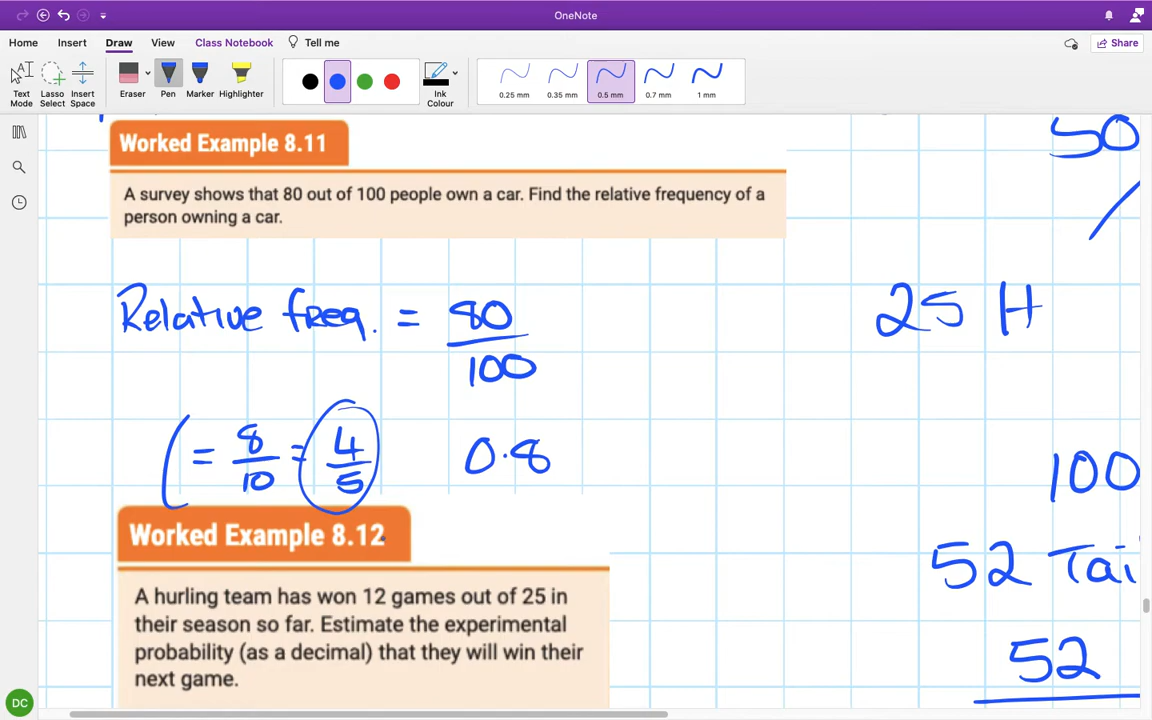 OneNote
Home Insert Draw View Class Notebook Tell me
Share
Text Mode
Lasso Select
Insert Space
Eraser
Pen
Marker
Highlighter
Ink Colour
0.25 mm
0.35 mm
0.5 mm
0.7 mm
1 mm
Worked Example 8.11
A survey shows that 80 out of 100 people own a car. Find the relative frequency of a
person owning a car.
Relative freq. = 80/100
( = 8/10 = 4/5 0.8
Worked Example 8.12
A hurling team has won 12 games out of 25 in
their season so far. Estimate the experimental
probability (as a decimal) that they will win their
next game.
50
25 H
100
52 Tai
52
DC